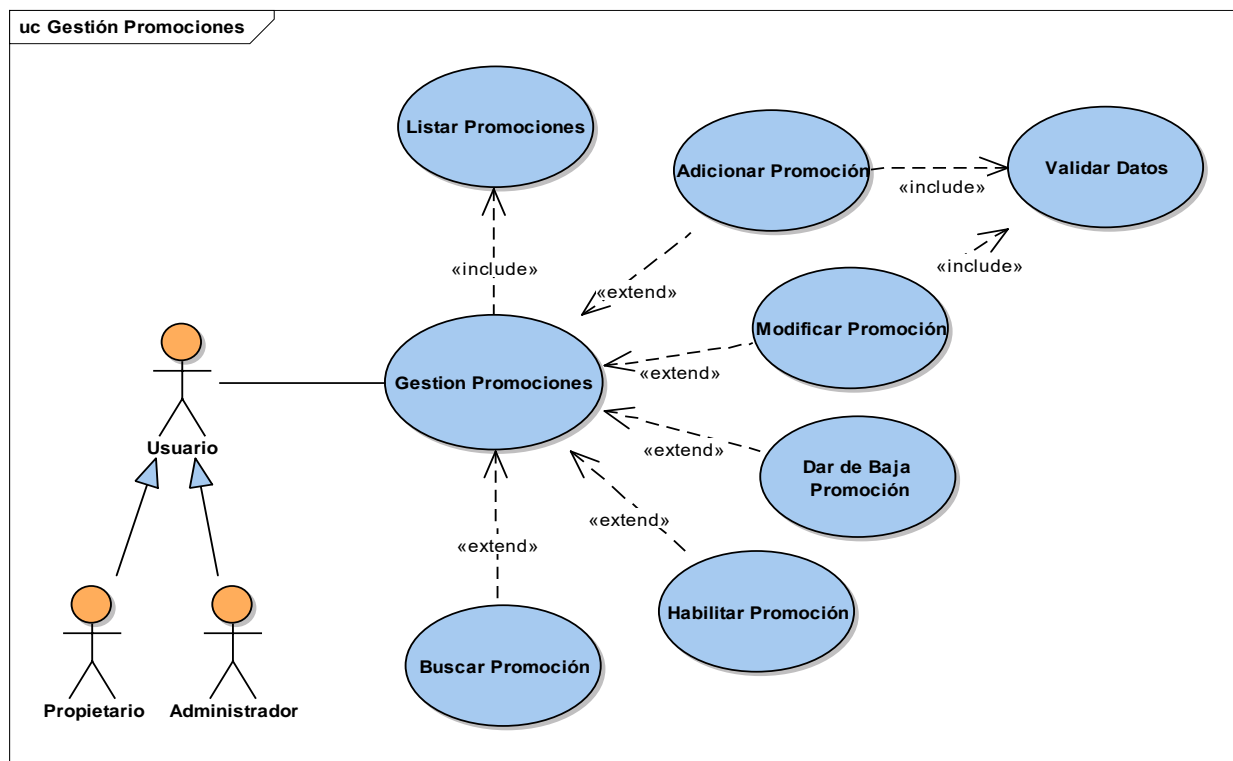 uc Gestión Promociones
Listar Promociones
Adicionar Promoción
Validar Datos
«include»
«include»
«extend»
«include»
Modificar Promoción
Gestion Promociones
«extend»
Usuario
«extend»
Dar de Baja
Promoción
«extend»
«extend»
Habilitar Promoción
Buscar Promoción
Propietario
Administrador